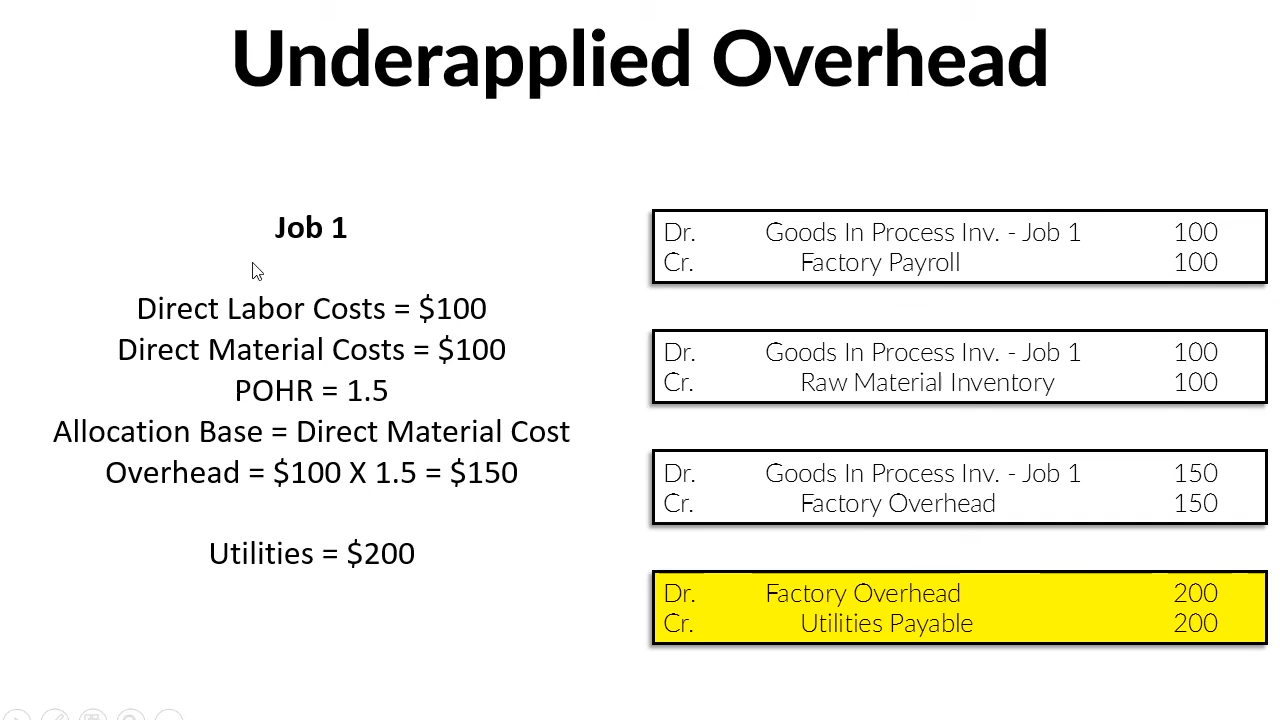 Underapplied Overhead
Job 1
Direct Labor Costs = $100
Direct Material Costs = $100
POHR = 1.5
Allocation Base = Direct Material Cost
Overhead = $100 X 1.5 = $150
Utilities = $200
Dr. Goods In Process Inv. - Job 1 100
Cr. Factory Payroll 100
Dr. Goods In Process Inv. - Job 1 100
Cr. Raw Material Inventory 100
Dr. Goods In Process Inv. - Job 1 150
Cr. Factory Overhead 150
Dr. Factory Overhead 200
Cr. Utilities Payable 200